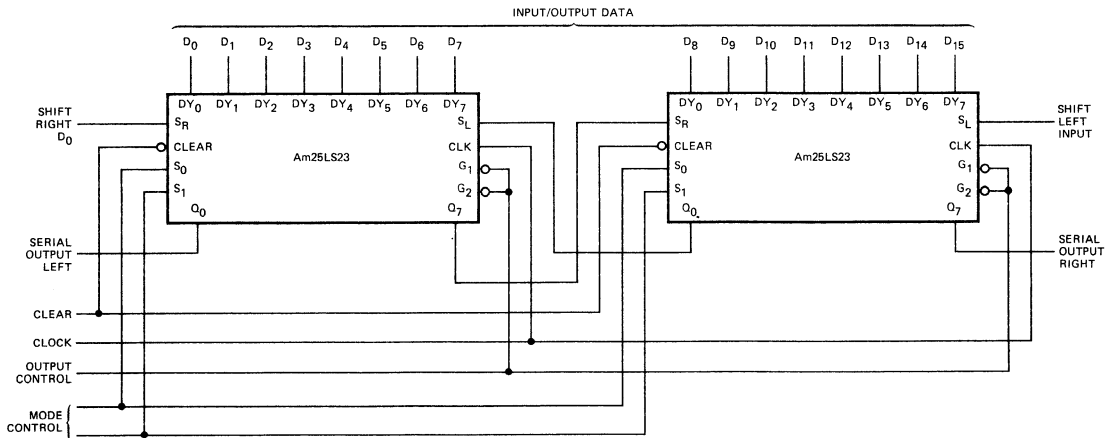 INPUT/OUTPUT DATA
D0 D1 D2 D3 D4 D5 D6 D7 D8 D9 D10 D11 D12 D13 D14 D15
DY0 DY1 DY2 DY3 DY4 DY5 DY6 DY7 DY0 DY1 DY2 DY3 DY4 DY5 DY6 DY7
SHIFT
RIGHT
D0
SR
CLEAR
S0
S1
Q0
Am25LS23
SL
CLK
G1
G2
Q7
SR
CLEAR
S0
S1
Q0
Am25LS23
SL
CLK
G1
G2
Q7
SHIFT
LEFT
INPUT
SERIAL
OUTPUT
LEFT
SERIAL
OUTPUT
RIGHT
CLEAR
CLOCK
OUTPUT
CONTROL
MODE
CONTROL